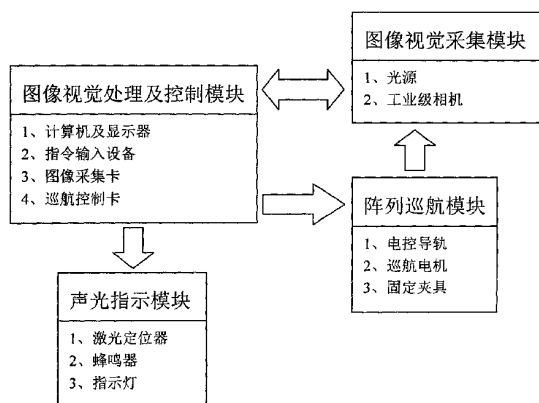 图像视觉采集模块
1、光源
2、工业级相机
图像视觉处理及控制模块
1、计算机及显示器
2、指令输入设备
3、图像采集卡
4、巡航控制卡
阵列巡航模块
1、电控导轨
2、巡航电机
3、固定夹具
声光指示模块
1、激光定位器
2、蜂鸣器
3、指示灯